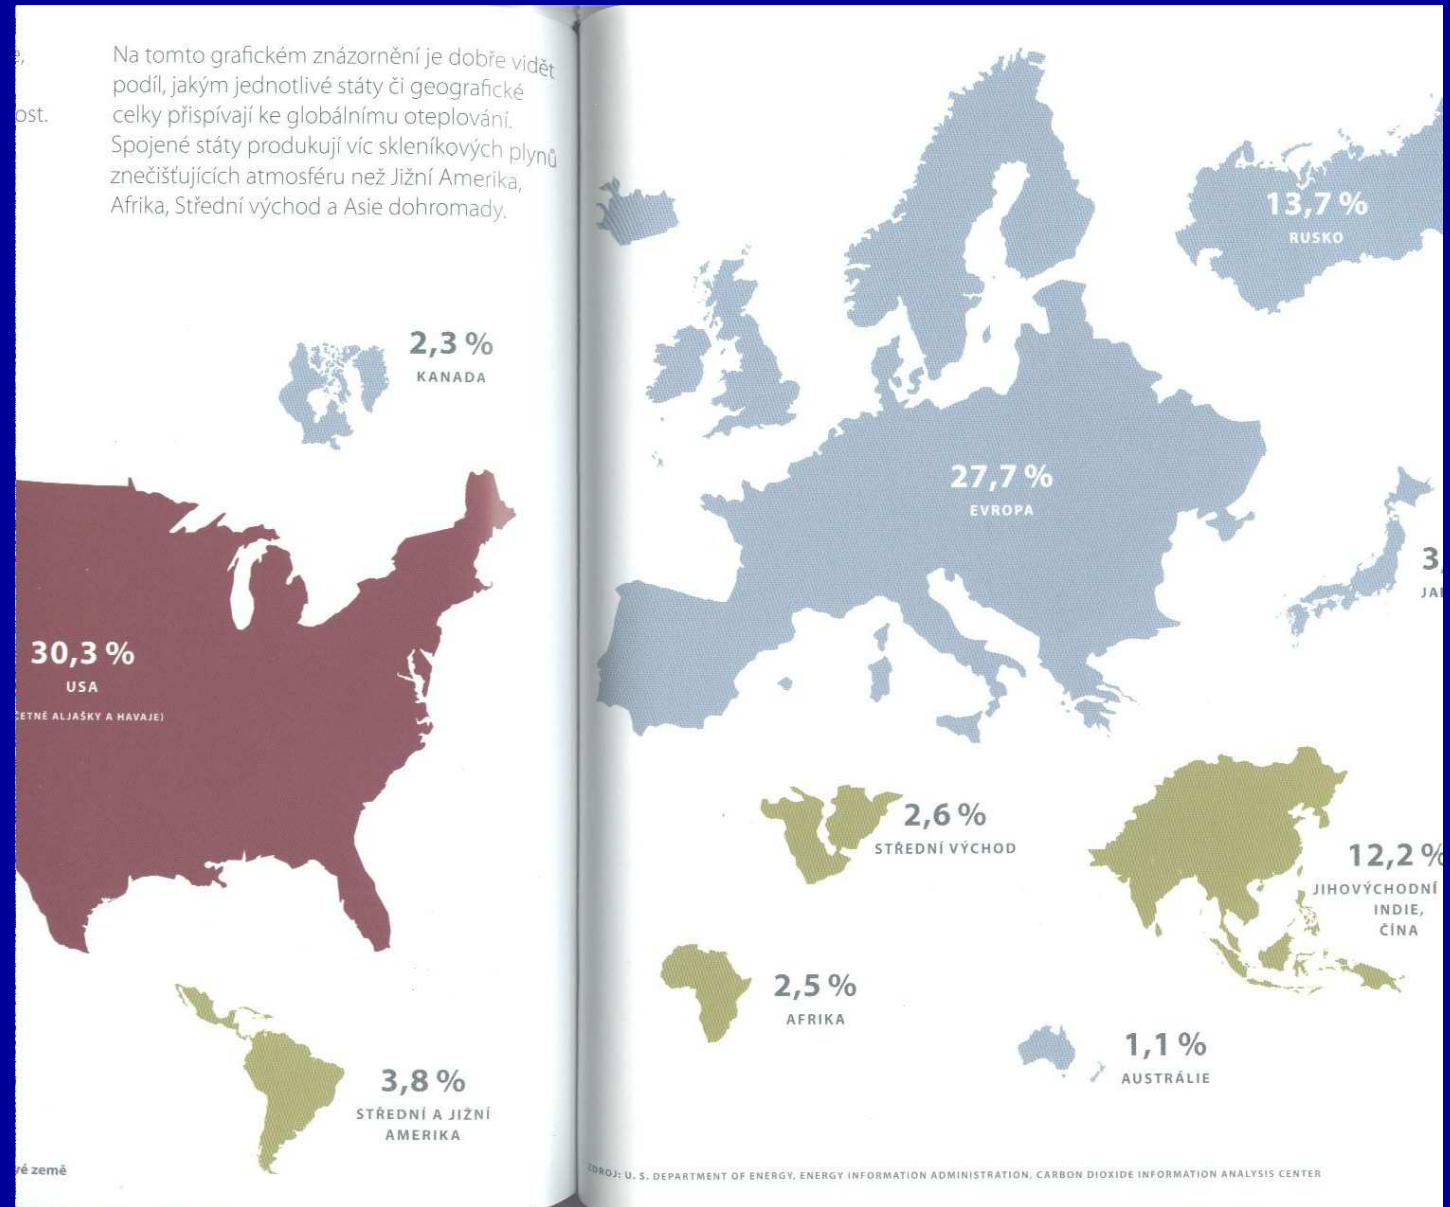 ost.
Na tomto grafickém znázornění je dobře vidět
podíl, jakým jednotlivé státy či geografické
celky přispívají ke globálnímu oteplování.
Spojené státy produkují víc skleníkových plynů
znečišťujících atmosféru než Jižní Amerika,
Afrika, Střední východ a Asie dohromady.
13,7 %
RUSKO
2,3 %
KANADA
27,7 %
EVROPA
3,
JAP
30,3 %
USA
ČETNĚ ALJAŠKY A HAVAJE)
2,6 %
STŘEDNÍ VÝCHOD
12,2 %
JIHOVÝCHODNÍ
INDIE,
ČÍNA
2,5 %
AFRIKA
1,1 %
AUSTRÁLIE
3,8 %
STŘEDNÍ A JIŽNÍ
AMERIKA
vé země
ZDROJ: U. S. DEPARTMENT OF ENERGY, ENERGY INFORMATION ADMINISTRATION, CARBON DIOXIDE INFORMATION ANALYSIS CENTER